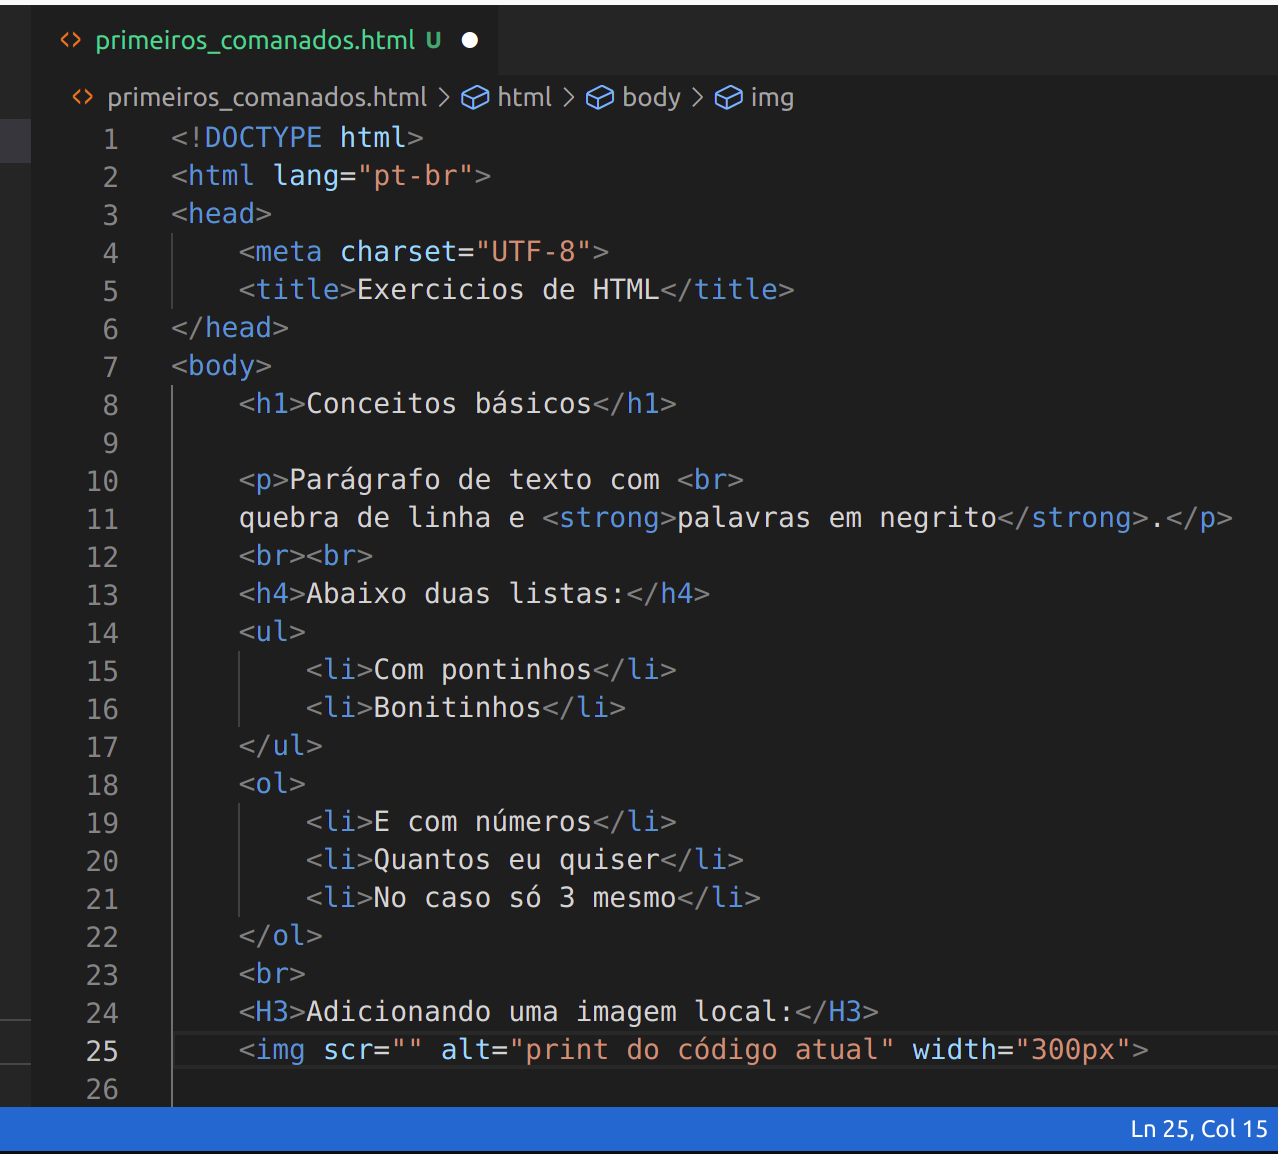 primeiros_comanados.html U
primeiros_comanados.html > html > body > img
1 <!DOCTYPE html>
2 <html lang="pt-br">
3 <head>
4 <meta charset="UTF-8">
5 <title>Exercicios de HTML</title>
6 </head>
7 <body>
8 <h1>Conceitos básicos</h1>
9
10 <p>Parágrafo de texto com <br>
11 quebra de linha e <strong>palavras em negrito</strong>.</p>
12 <br><br>
13 <h4>Abaixo duas listas:</h4>
14 <ul>
15 <li>Com pontinhos</li>
16 <li>Bonitinhos</li>
17 </ul>
18 <ol>
19 <li>E com números</li>
20 <li>Quantos eu quiser</li>
21 <li>No caso só 3 mesmo</li>
22 </ol>
23 <br>
24 <H3>Adicionando uma imagem local:</H3>
25 <img scr="" alt="print do código atual" width="300px">
26
Ln 25, Col 15